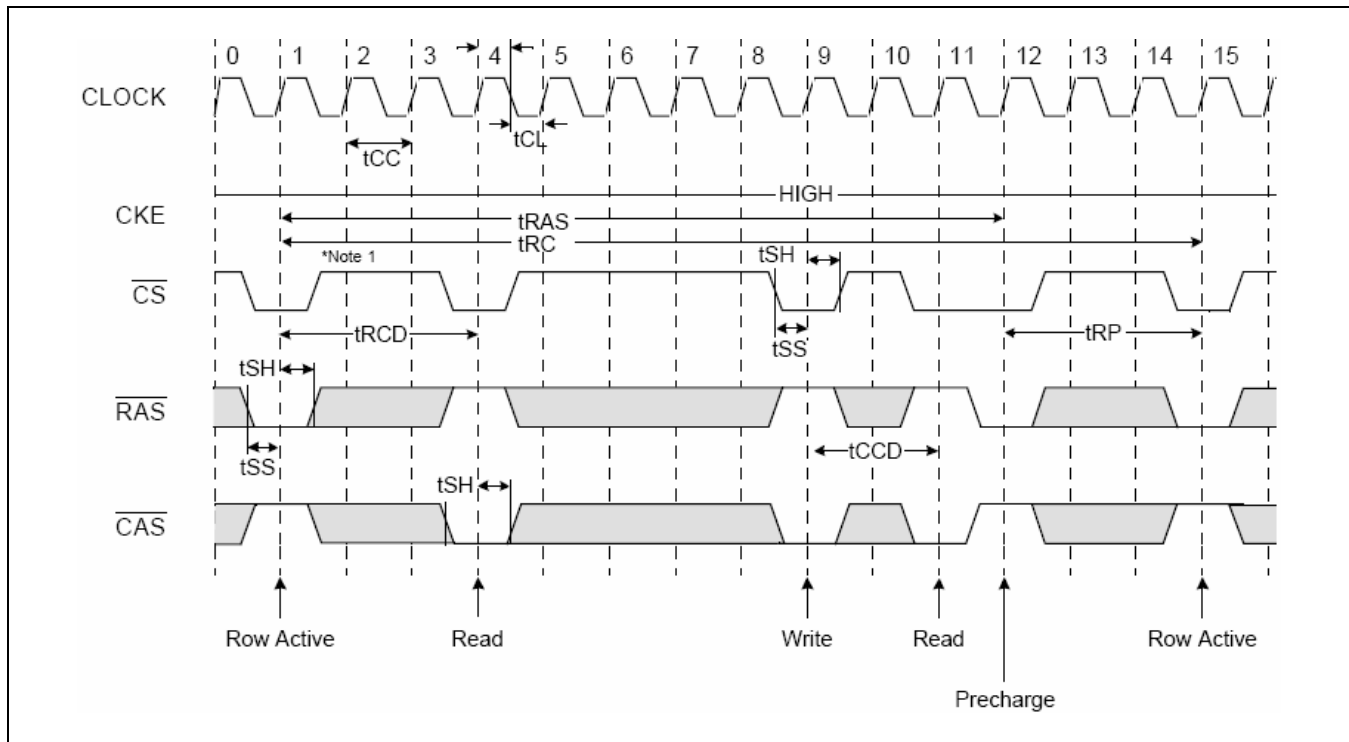 0 1 2 3 4 5 6 7 8 9 10 11 12 13 14 15
CLOCK
tCL
tCC
HIGH
CKE
tRAS
tRC
*Note 1
tSH
CS
tRCD
tRP
tSS
tSH
RAS
tCCD
tSS
tSH
CAS
Row Active Read Write Read Row Active
Precharge